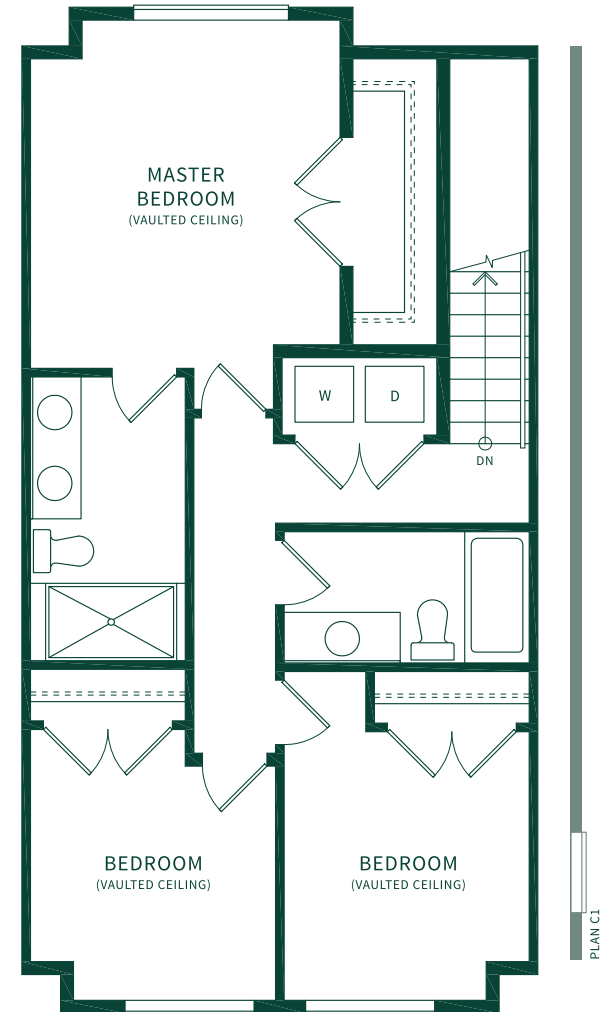 MASTER
BEDROOM
(VAULTED CEILING)
W
D
DN
BEDROOM
(VAULTED CEILING)
BEDROOM
(VAULTED CEILING)
PLAN C1